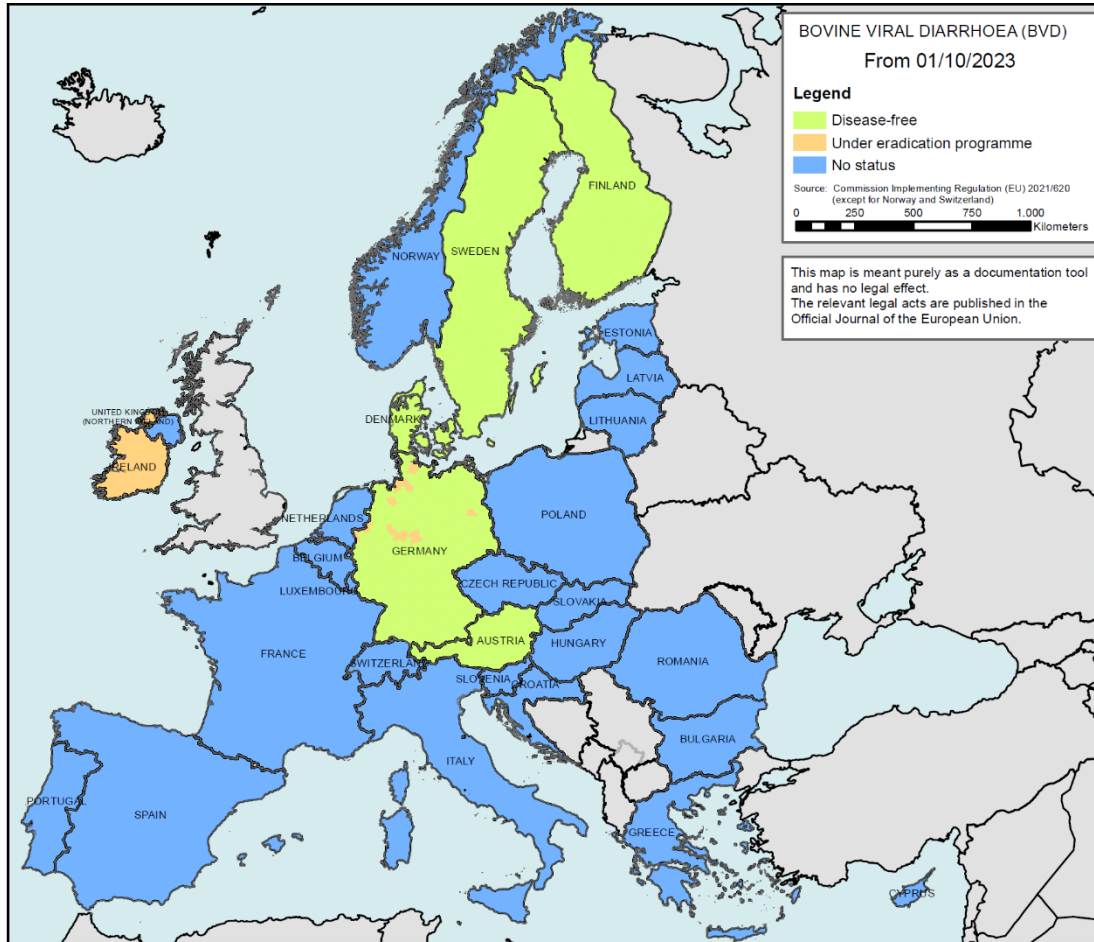 BOVINE VIRAL DIARRHOEA (BVD)
From 01/10/2023
Legend
Disease-free
Under eradication programme
No status
Source: Commission Implementing Regulation (EU) 2021/620
(except for Norway and Switzerland)
0 250 500 750 1.000
Kilometers
This map is meant purely as a documentation tool
and has no legal effect.
The relevant legal acts are published in the
Official Journal of the European Union.
FINLAND
SWEDEN
NORWAY
ESTONIA
LATVIA
LITHUANIA
DENMARK
UNITED KINGDOM
(NORTHERN IRELAND)
IRELAND
NETHERLANDS
POLAND
BELGIUM
GERMANY
LUXEMBOURG
CZECH REPUBLIC
SLOVAKIA
AUSTRIA
HUNGARY
FRANCE
SWITZERLAND
ROMANIA
SLOVENIA
CROATIA
BULGARIA
ITALY
PORTUGAL
SPAIN
GREECE
CYPRUS